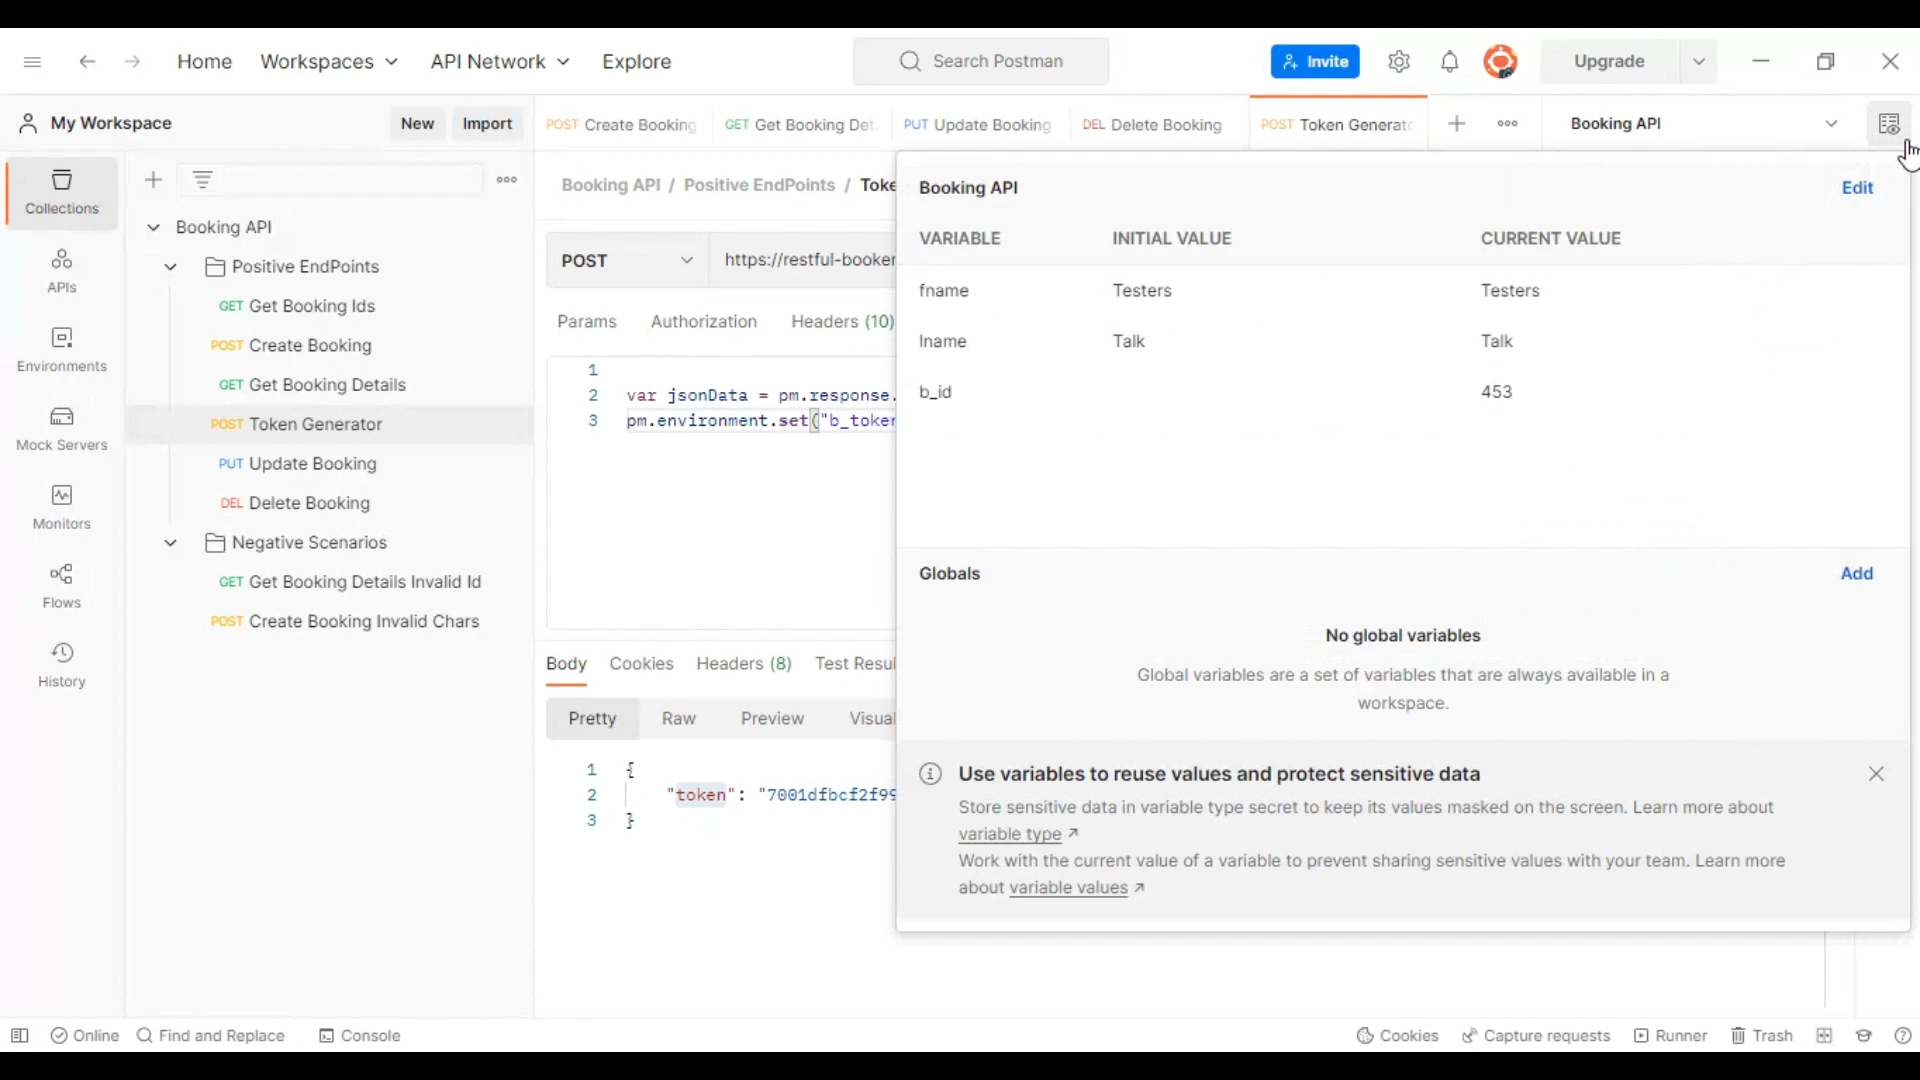 Home
Workspaces
API Network
Explore
Search Postman
Invite
Upgrade
My Workspace
New
Import
POST Create Booking
GET Get Booking Det
PUT Update Booking
DEL Delete Booking
POST Token Generato
Booking API
Collections
APIs
Environments
Mock Servers
Monitors
Flows
History
Booking API
Positive EndPoints
GET Get Booking Ids
POST Create Booking
GET Get Booking Details
POST Token Generator
PUT Update Booking
DEL Delete Booking
Negative Scenarios
GET Get Booking Details Invalid Id
POST Create Booking Invalid Chars
Booking API / Positive EndPoints / Toke
POST
https://restful-booker
Params
Authorization
Headers (10)
1
2 var jsonData = pm.response.
3 pm.environment.set("b_token
Body
Cookies
Headers (8)
Test Resul
Pretty
Raw
Preview
Visual
1 {
2 "token": "7001dfbcf2f99
3 }
Booking API
Edit
VARIABLE INITIAL VALUE CURRENT VALUE
fname Testers Testers
lname Talk Talk
b_id 453
Globals
Add
No global variables
Global variables are a set of variables that are always available in a
workspace.
Use variables to reuse values and protect sensitive data
Store sensitive data in variable type secret to keep its values masked on the screen. Learn more about
variable type ↗
Work with the current value of a variable to prevent sharing sensitive values with your team. Learn more
about variable values ↗
Online
Find and Replace
Console
Cookies
Capture requests
Runner
Trash